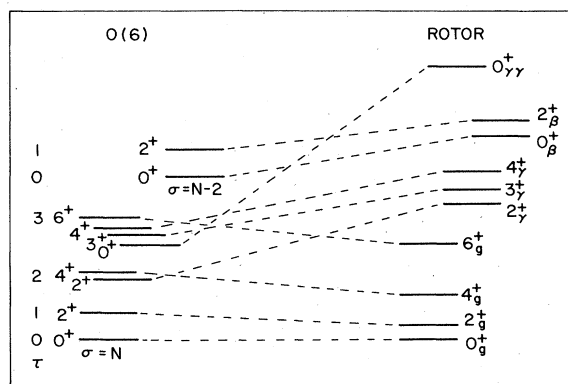 O(6) ROTOR
0⁺γγ
1 2⁺ 2⁺β
0 0⁺ 0⁺β
σ=N-2
4⁺γ
3 6⁺ 3⁺γ
4⁺ 2⁺γ
3⁺
0⁺ 6⁺g
2 4⁺
2⁺ 4⁺g
1 2⁺ 2⁺g
0 0⁺ 0⁺g
σ=N
τ